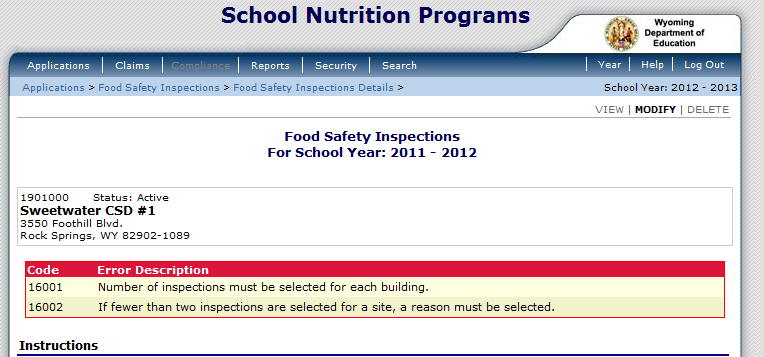 School Nutrition Programs
Wyoming
Department of
Education
Applications | Claims | Compliance | Reports | Security | Search | Year | Help | Log Out
Applications > Food Safety Inspections > Food Safety Inspections Details > School Year: 2012 - 2013
VIEW | MODIFY | DELETE
Food Safety Inspections
For School Year: 2011 - 2012
1901000 Status: Active
Sweetwater CSD #1
3550 Foothill Blvd.
Rock Springs, WY 82902-1089
Code Error Description
16001 Number of inspections must be selected for each building.
16002 If fewer than two inspections are selected for a site, a reason must be selected.
Instructions